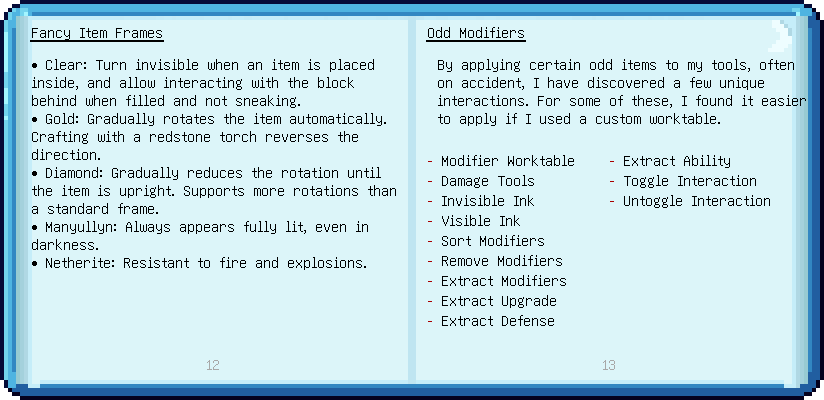 Fancy Item Frames
• Clear: Turn invisible when an item is placed
inside, and allow interacting with the block
behind when filled and not sneaking.
• Gold: Gradually rotates the item automatically.
Crafting with a redstone torch reverses the
direction.
• Diamond: Gradually reduces the rotation until
the item is upright. Supports more rotations than
a standard frame.
• Manyullyn: Always appears fully lit, even in
darkness.
• Netherite: Resistant to fire and explosions.
12
Odd Modifiers
By applying certain odd items to my tools, often
on accident, I have discovered a few unique
interactions. For some of these, I found it easier
to apply if I used a custom worktable.
- Modifier Worktable
- Damage Tools
- Invisible Ink
- Visible Ink
- Sort Modifiers
- Remove Modifiers
- Extract Modifiers
- Extract Upgrade
- Extract Defense
- Extract Ability
- Toggle Interaction
- Untoggle Interaction
13